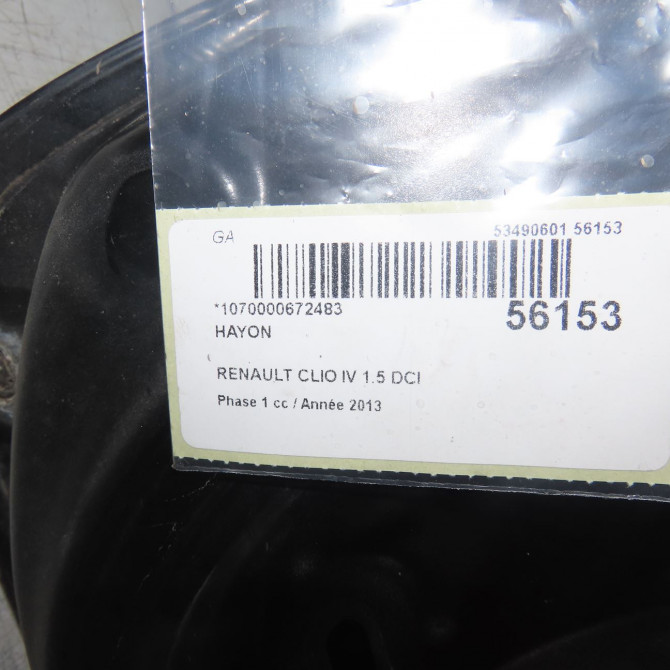 GA 53490601 56153
*1070000672483 56153
HAYON
RENAULT CLIO IV 1.5 DCI
Phase 1 cc / Année 2013